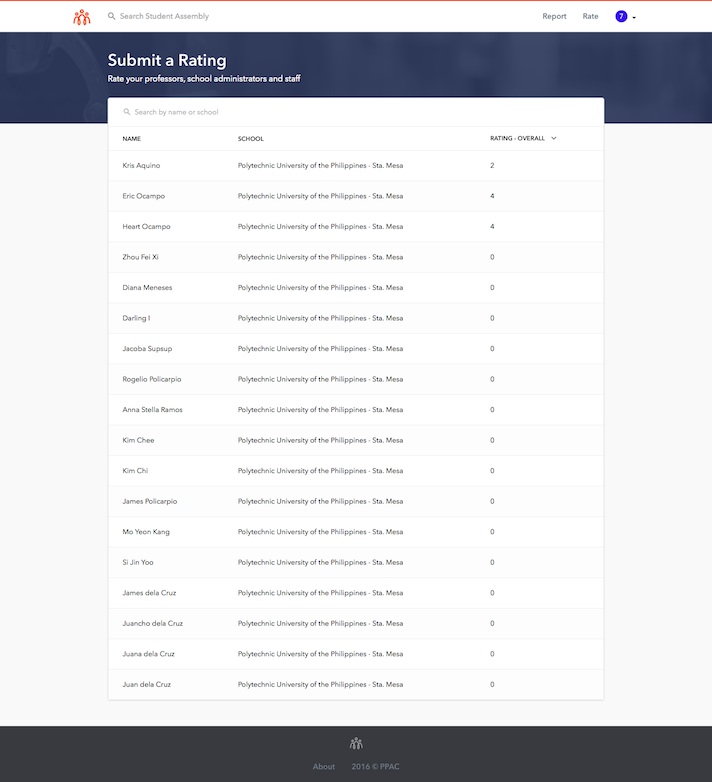 Search Student Assembly Report Rate 7
Submit a Rating
Rate your professors, school administrators and staff
Search by name or school
NAME SCHOOL RATING - OVERALL
Kris Aquino Polytechnic University of the Philippines - Sta. Mesa 2
Eric Ocampo Polytechnic University of the Philippines - Sta. Mesa 4
Heart Ocampo Polytechnic University of the Philippines - Sta. Mesa 4
Zhou Fei Xi Polytechnic University of the Philippines - Sta. Mesa 0
Diana Meneses Polytechnic University of the Philippines - Sta. Mesa 0
Darling I Polytechnic University of the Philippines - Sta. Mesa 0
Jacoba Supsup Polytechnic University of the Philippines - Sta. Mesa 0
Rogelio Policarpio Polytechnic University of the Philippines - Sta. Mesa 0
Anna Stella Ramos Polytechnic University of the Philippines - Sta. Mesa 0
Kim Chee Polytechnic University of the Philippines - Sta. Mesa 0
Kim Chi Polytechnic University of the Philippines - Sta. Mesa 0
James Policarpio Polytechnic University of the Philippines - Sta. Mesa 0
Mo Yeon Kang Polytechnic University of the Philippines - Sta. Mesa 0
Si Jin Yoo Polytechnic University of the Philippines - Sta. Mesa 0
James dela Cruz Polytechnic University of the Philippines - Sta. Mesa 0
Juancho dela Cruz Polytechnic University of the Philippines - Sta. Mesa 0
Juana dela Cruz Polytechnic University of the Philippines - Sta. Mesa 0
Juan dela Cruz Polytechnic University of the Philippines - Sta. Mesa 0
About 2016 © PPAC